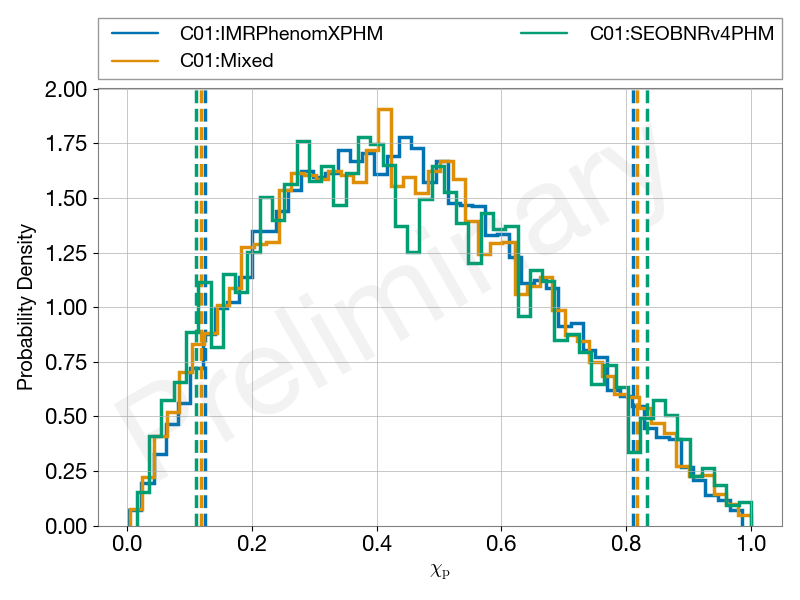 C01:IMRPhenomXPHM
C01:Mixed
C01:SEOBNRv4PHM
2.00
1.75
1.50
1.25
1.00
0.75
0.50
0.25
0.00
Probability Density
0.0 0.2 0.4 0.6 0.8 1.0
χp
Preliminary